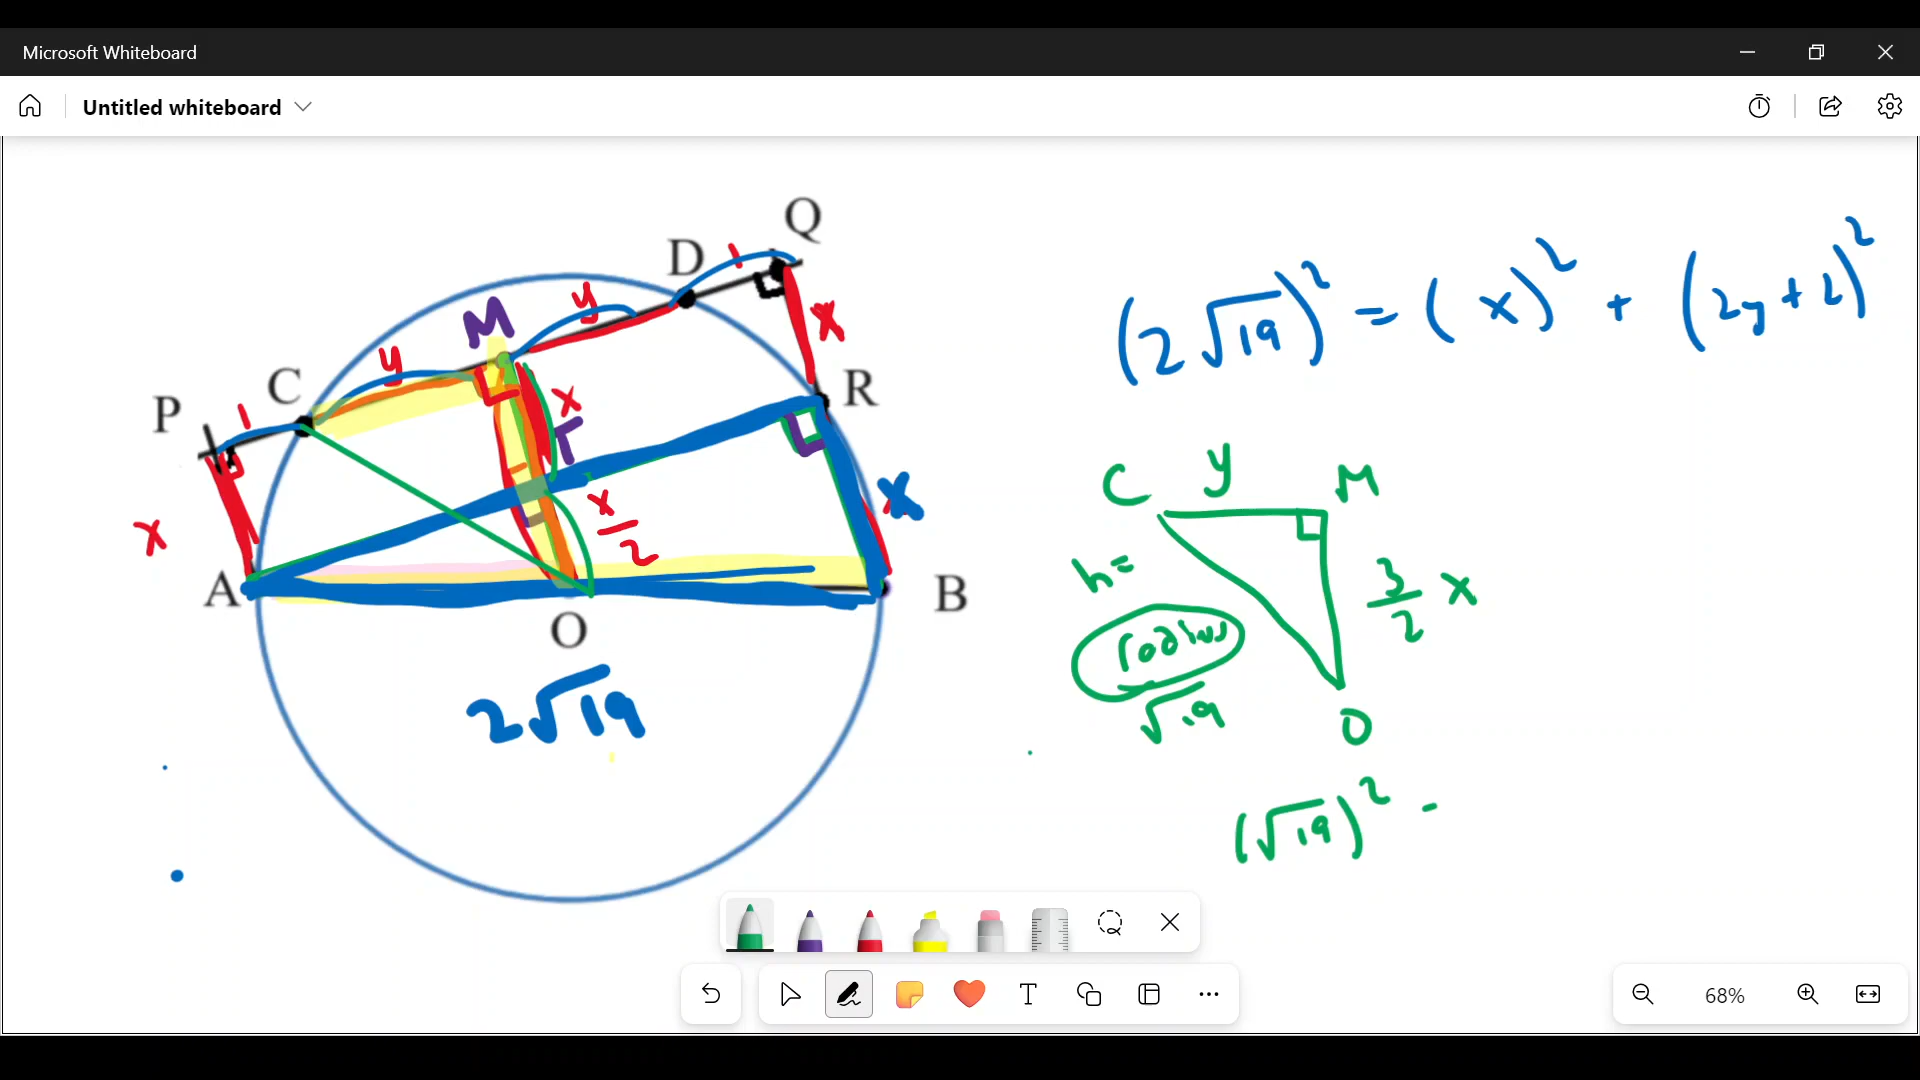 Microsoft Whiteboard
Untitled whiteboard
Q
D
1
M
y
x
(2√19)² = (x)² + (2y+2)²
C
y
R
P
1
x
r
C y M
x
x/2
x
h=
3/2 x
A
B
O
radius
2√19
√19
O
(√19)² =
T
68%